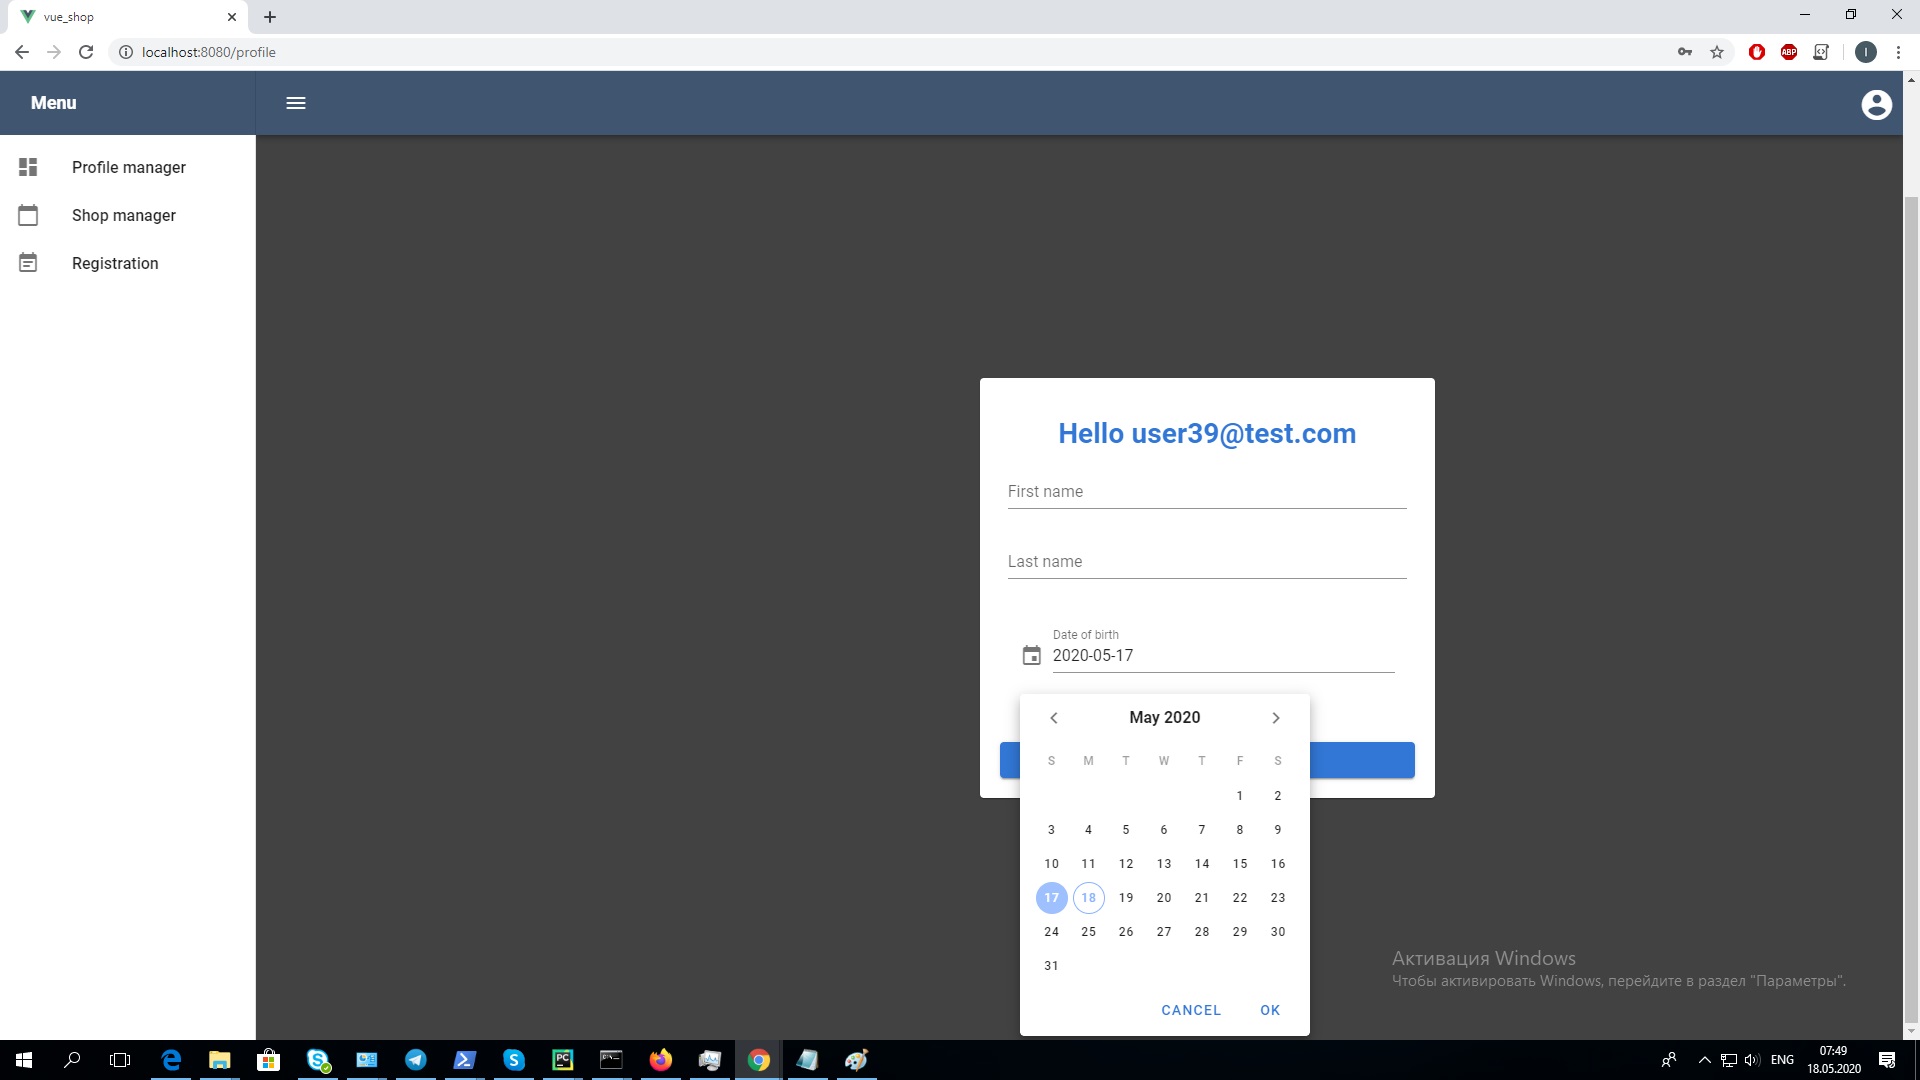 vue_shop
localhost:8080/profile
ABP
I
Menu
Profile manager
Shop manager
Registration
Hello user39@test.com
First name
Last name
Date of birth
2020-05-17
May 2020
S M T W T F S
1 2
3 4 5 6 7 8 9
10 11 12 13 14 15 16
17 18 19 20 21 22 23
24 25 26 27 28 29 30
31
CANCEL OK
Активация Windows
Чтобы активировать Windows, перейдите в раздел "Параметры".
PC
ENG
07:49
18.05.2020